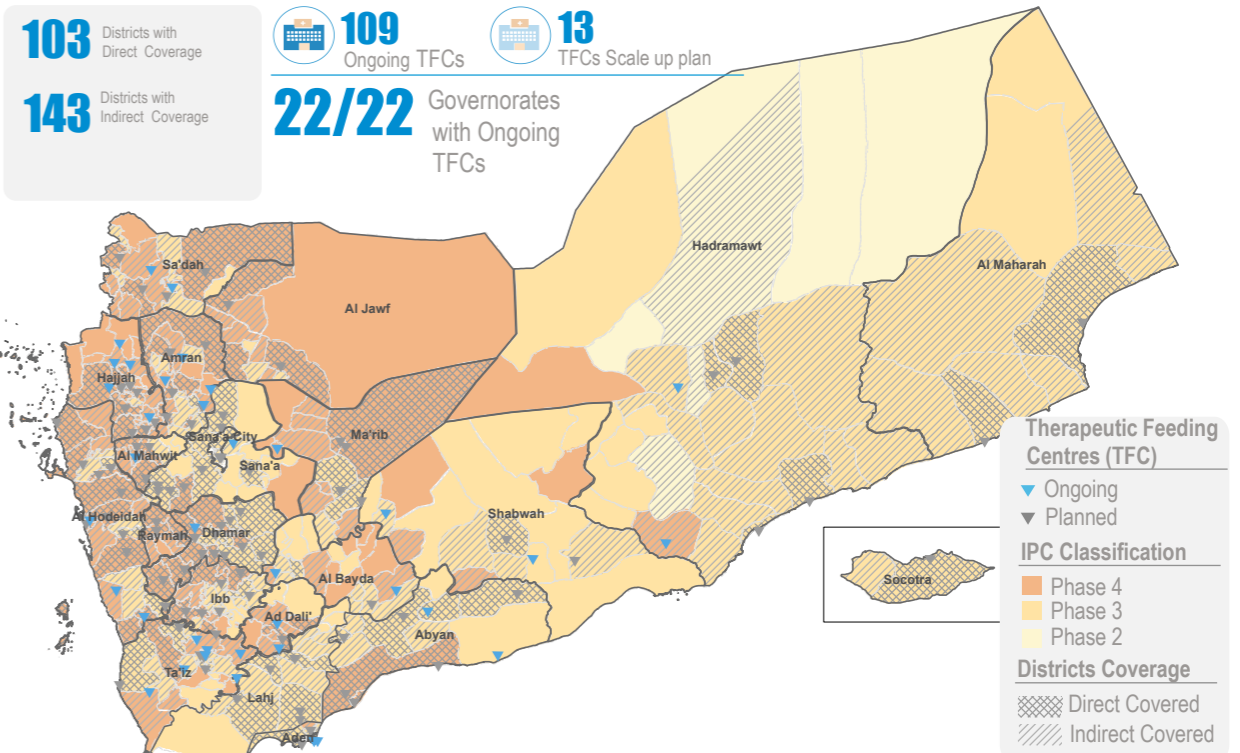 103 Districts with
Direct Coverage
143 Districts with
Indirect Coverage
109
Ongoing TFCs
13
TFCs Scale up plan
22/22 Governorates
with Ongoing
TFCs
Sa'dah
Al Jawf
Hadramawt
Al Maharah
Amran
Hajjah
Sana'a City
Ma'rib
Al Mahwit
Sana'a
Al Hodeidah
Raymah
Dhamar
Shabwah
Al Bayda
Ibb
Ad Dali'
Abyan
Ta'iz
Lahj
Aden
Socotra
Therapeutic Feeding
Centres (TFC)
Ongoing
Planned
IPC Classification
Phase 4
Phase 3
Phase 2
Districts Coverage
Direct Covered
Indirect Covered